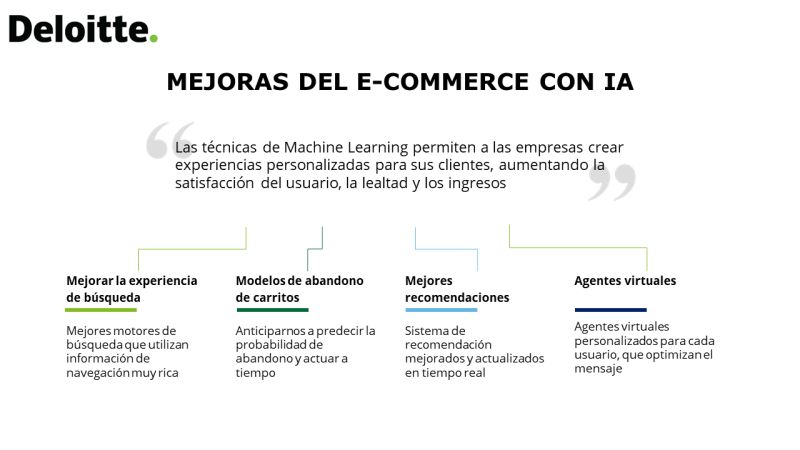 Deloitte.
MEJORAS DEL E-COMMERCE CON IA
“
Las técnicas de Machine Learning permiten a las empresas crear
experiencias personalizadas para sus clientes, aumentando la
satisfacción del usuario, la lealtad y los ingresos
”
Mejorar la experiencia
de búsqueda
Mejores motores de
búsqueda que utilizan
información de
navegación muy rica
Modelos de abandono
de carritos
Anticiparnos a predecir la
probabilidad de
abandono y actuar a
tiempo
Mejores
recomendaciones
Sistema de
recomendación
mejorados y actualizados
en tiempo real
Agentes virtuales
Agentes virtuales
personalizados para cada
usuario, que optimizan el
mensaje